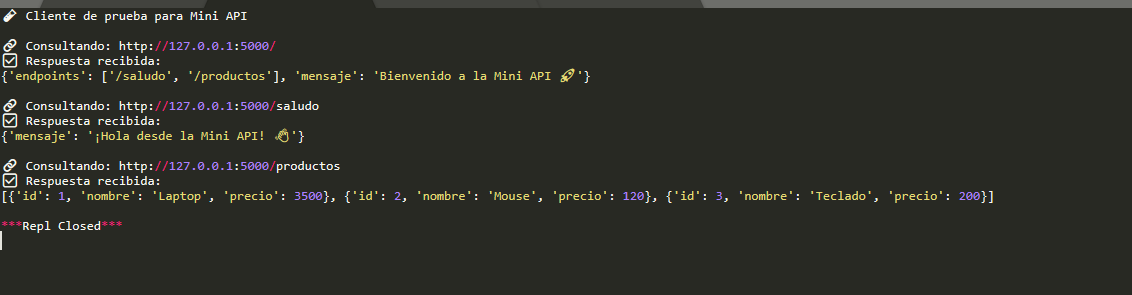 🧪 Cliente de prueba para Mini API
🔗 Consultando: http://127.0.0.1:5000/
✅ Respuesta recibida:
{'endpoints': ['/saludo', '/productos'], 'mensaje': 'Bienvenido a la Mini API 🚀'}
🔗 Consultando: http://127.0.0.1:5000/saludo
✅ Respuesta recibida:
{'mensaje': '¡Hola desde la Mini API! 👋'}
🔗 Consultando: http://127.0.0.1:5000/productos
✅ Respuesta recibida:
[{'id': 1, 'nombre': 'Laptop', 'precio': 3500}, {'id': 2, 'nombre': 'Mouse', 'precio': 120}, {'id': 3, 'nombre': 'Teclado', 'precio': 200}]
***Repl Closed***